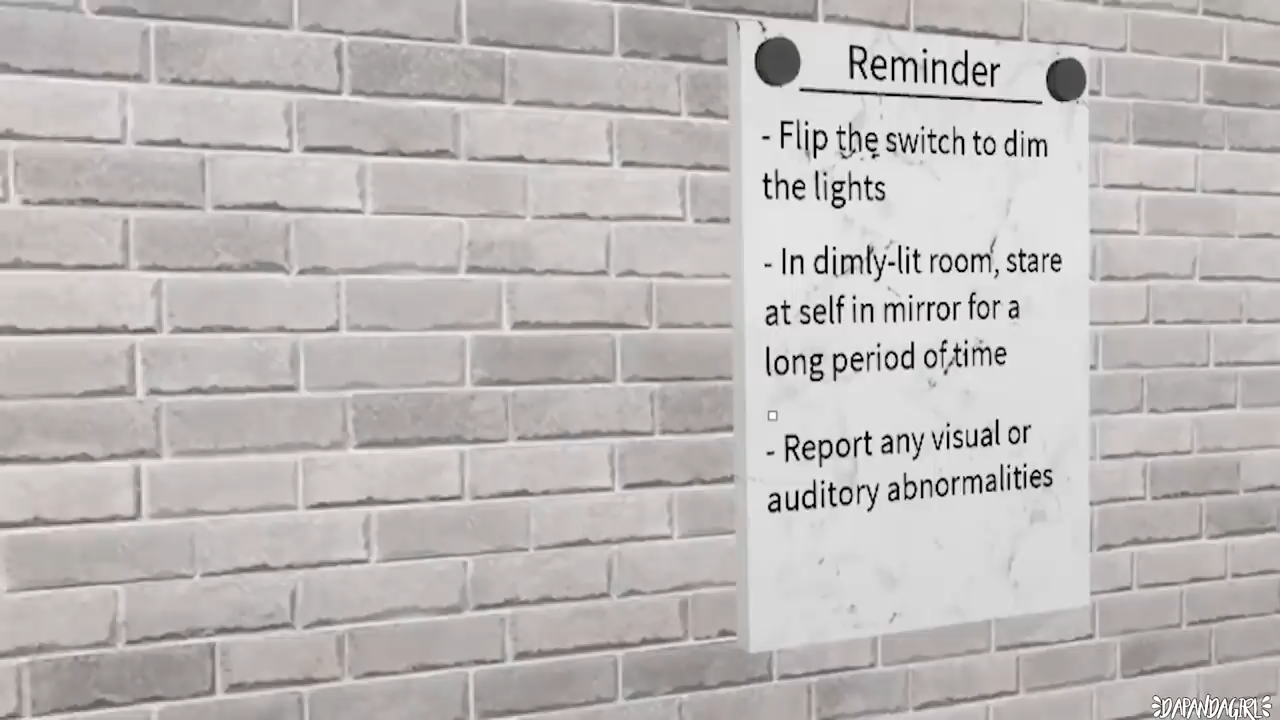 Reminder
- Flip the switch to dim
the lights
- In dimly-lit room, stare
at self in mirror for a
long period of time
- Report any visual or
auditory abnormalities
DAPANDAGIRL